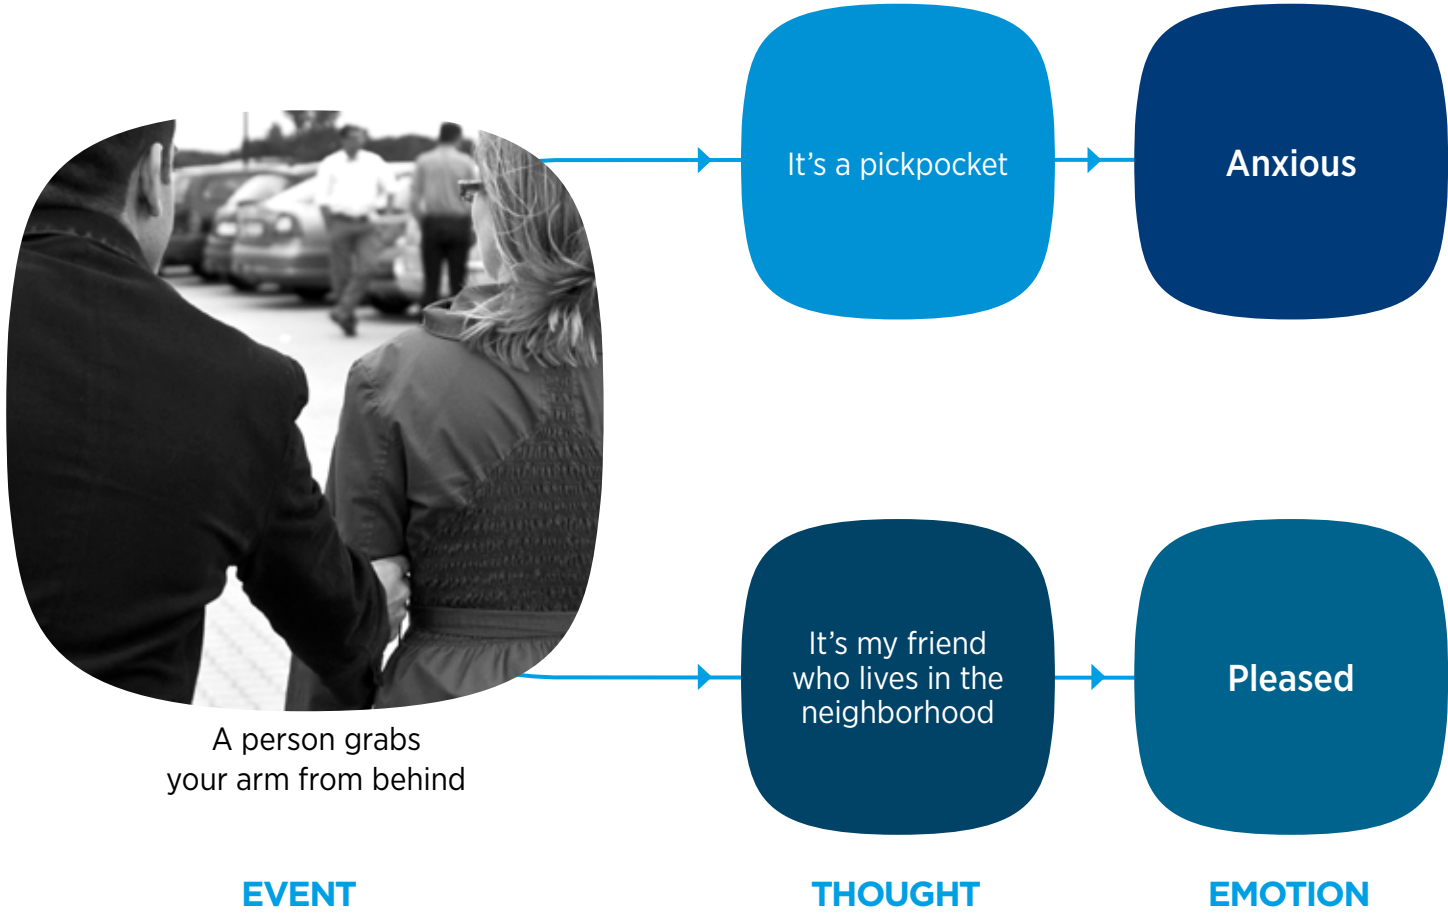 It’s a pickpocket
Anxious
It’s my friend
who lives in the
neighborhood
Pleased
A person grabs
your arm from behind
EVENT
THOUGHT
EMOTION